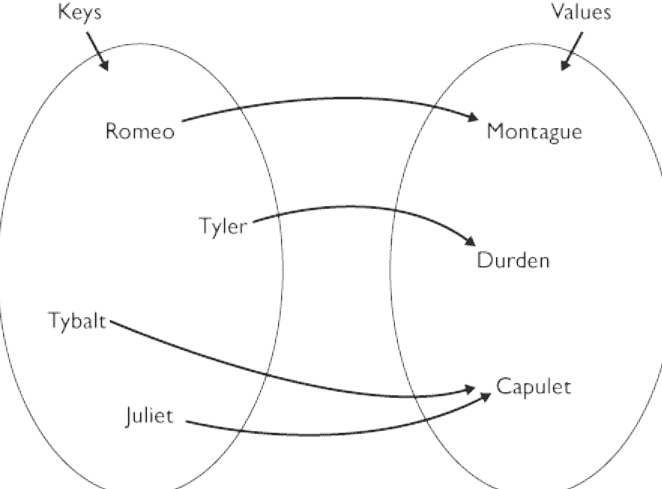 Keys
Values
Romeo
Montague
Tyler
Durden
Tybalt
Capulet
Juliet